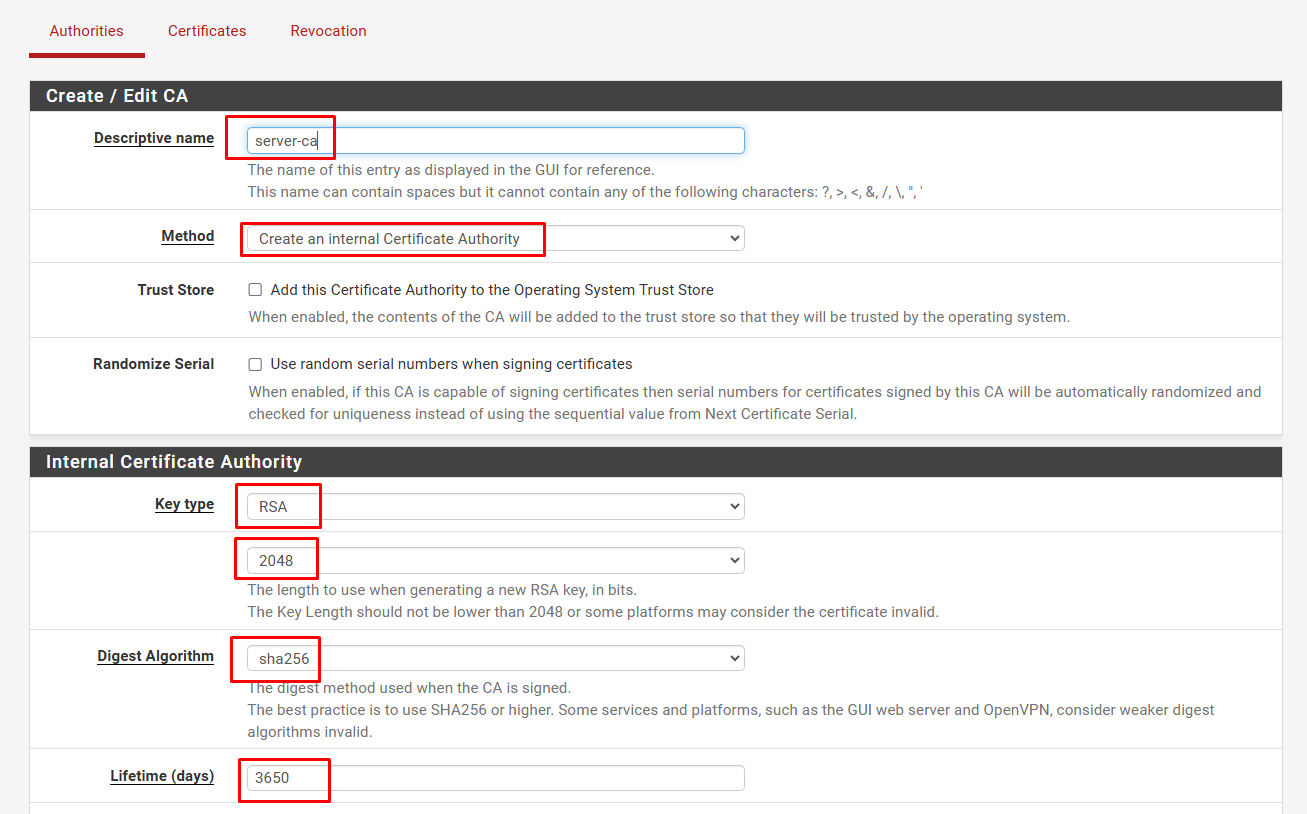 Authorities Certificates Revocation
Create / Edit CA
Descriptive name server-ca
The name of this entry as displayed in the GUI for reference.
This name can contain spaces but it cannot contain any of the following characters: ?, >, <, &, /, \, ", '
Method Create an internal Certificate Authority
Trust Store Add this Certificate Authority to the Operating System Trust Store
When enabled, the contents of the CA will be added to the trust store so that they will be trusted by the operating system.
Randomize Serial Use random serial numbers when signing certificates
When enabled, if this CA is capable of signing certificates then serial numbers for certificates signed by this CA will be automatically randomized and
checked for uniqueness instead of using the sequential value from Next Certificate Serial.
Internal Certificate Authority
Key type RSA
2048
The length to use when generating a new RSA key, in bits.
The Key Length should not be lower than 2048 or some platforms may consider the certificate invalid.
Digest Algorithm sha256
The digest method used when the CA is signed.
The best practice is to use SHA256 or higher. Some services and platforms, such as the GUI web server and OpenVPN, consider weaker digest
algorithms invalid.
Lifetime (days) 3650